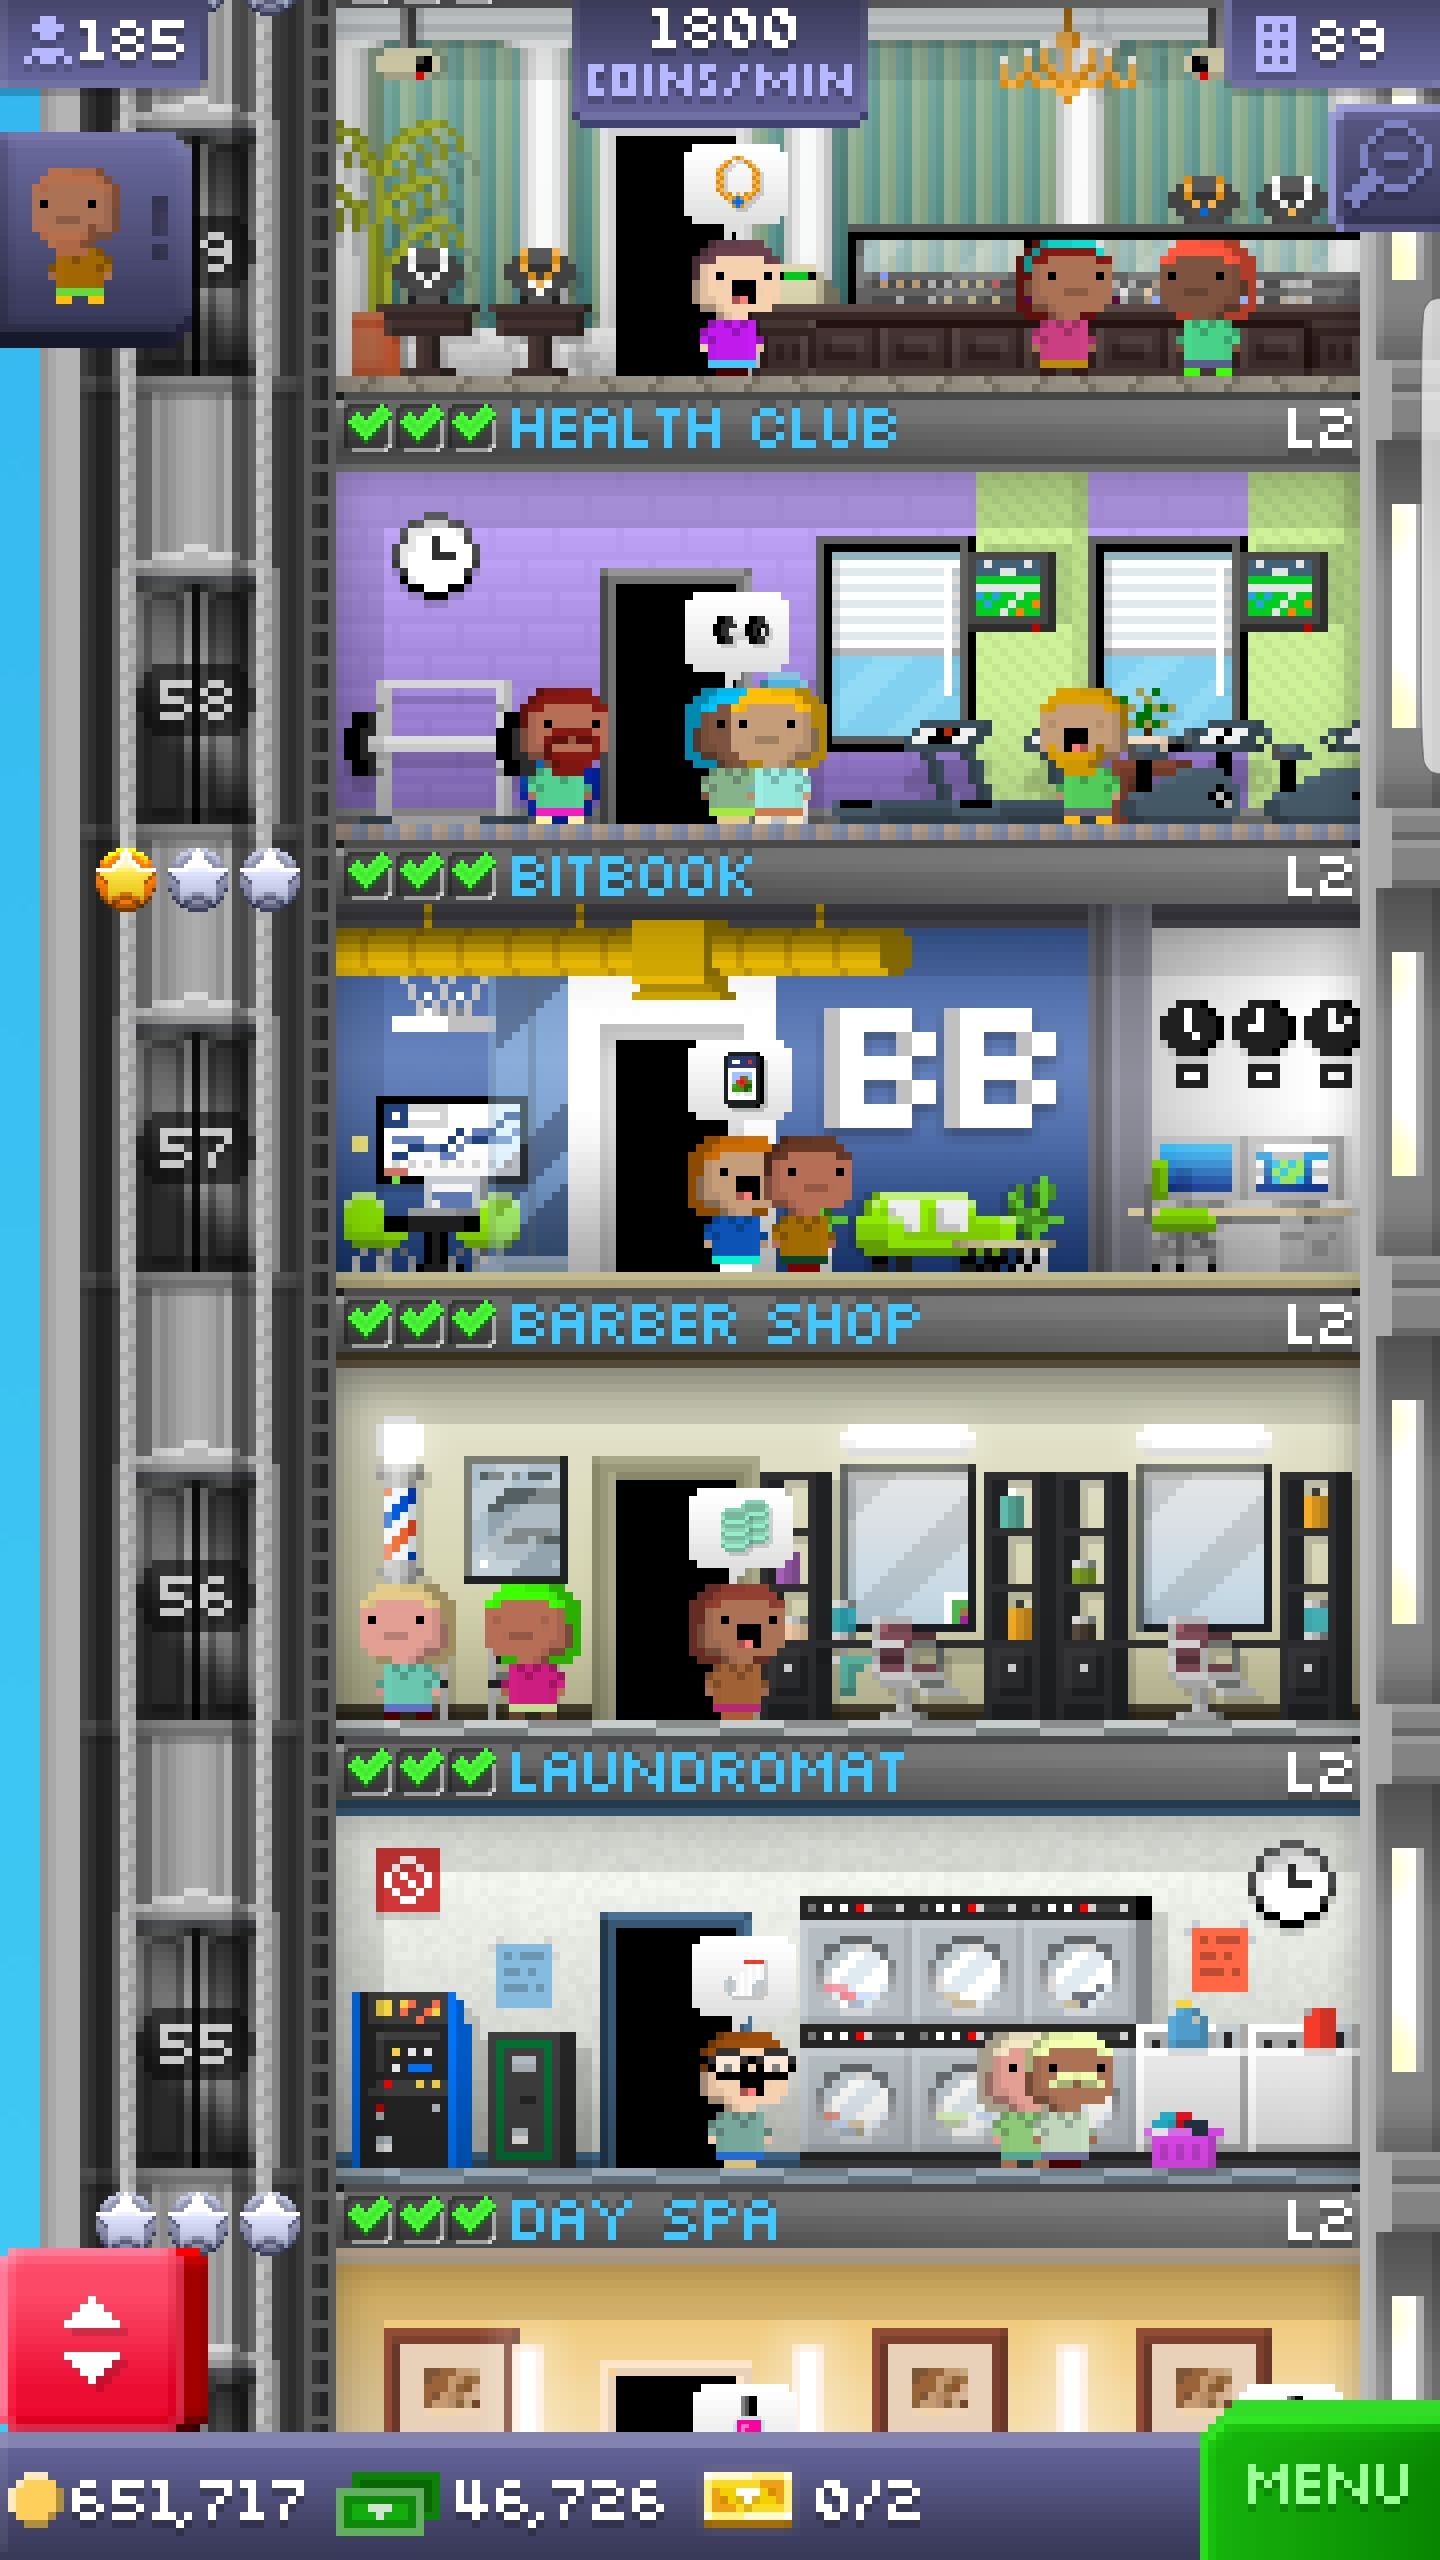 185
1800
COINS/MIN
89
9
HEALTH CLUB L2
58
BITBOOK L2
BB
57
BARBER SHOP L2
56
LAUNDROMAT L2
55
DAY SPA L2
651,717 46,726 0/2 MENU